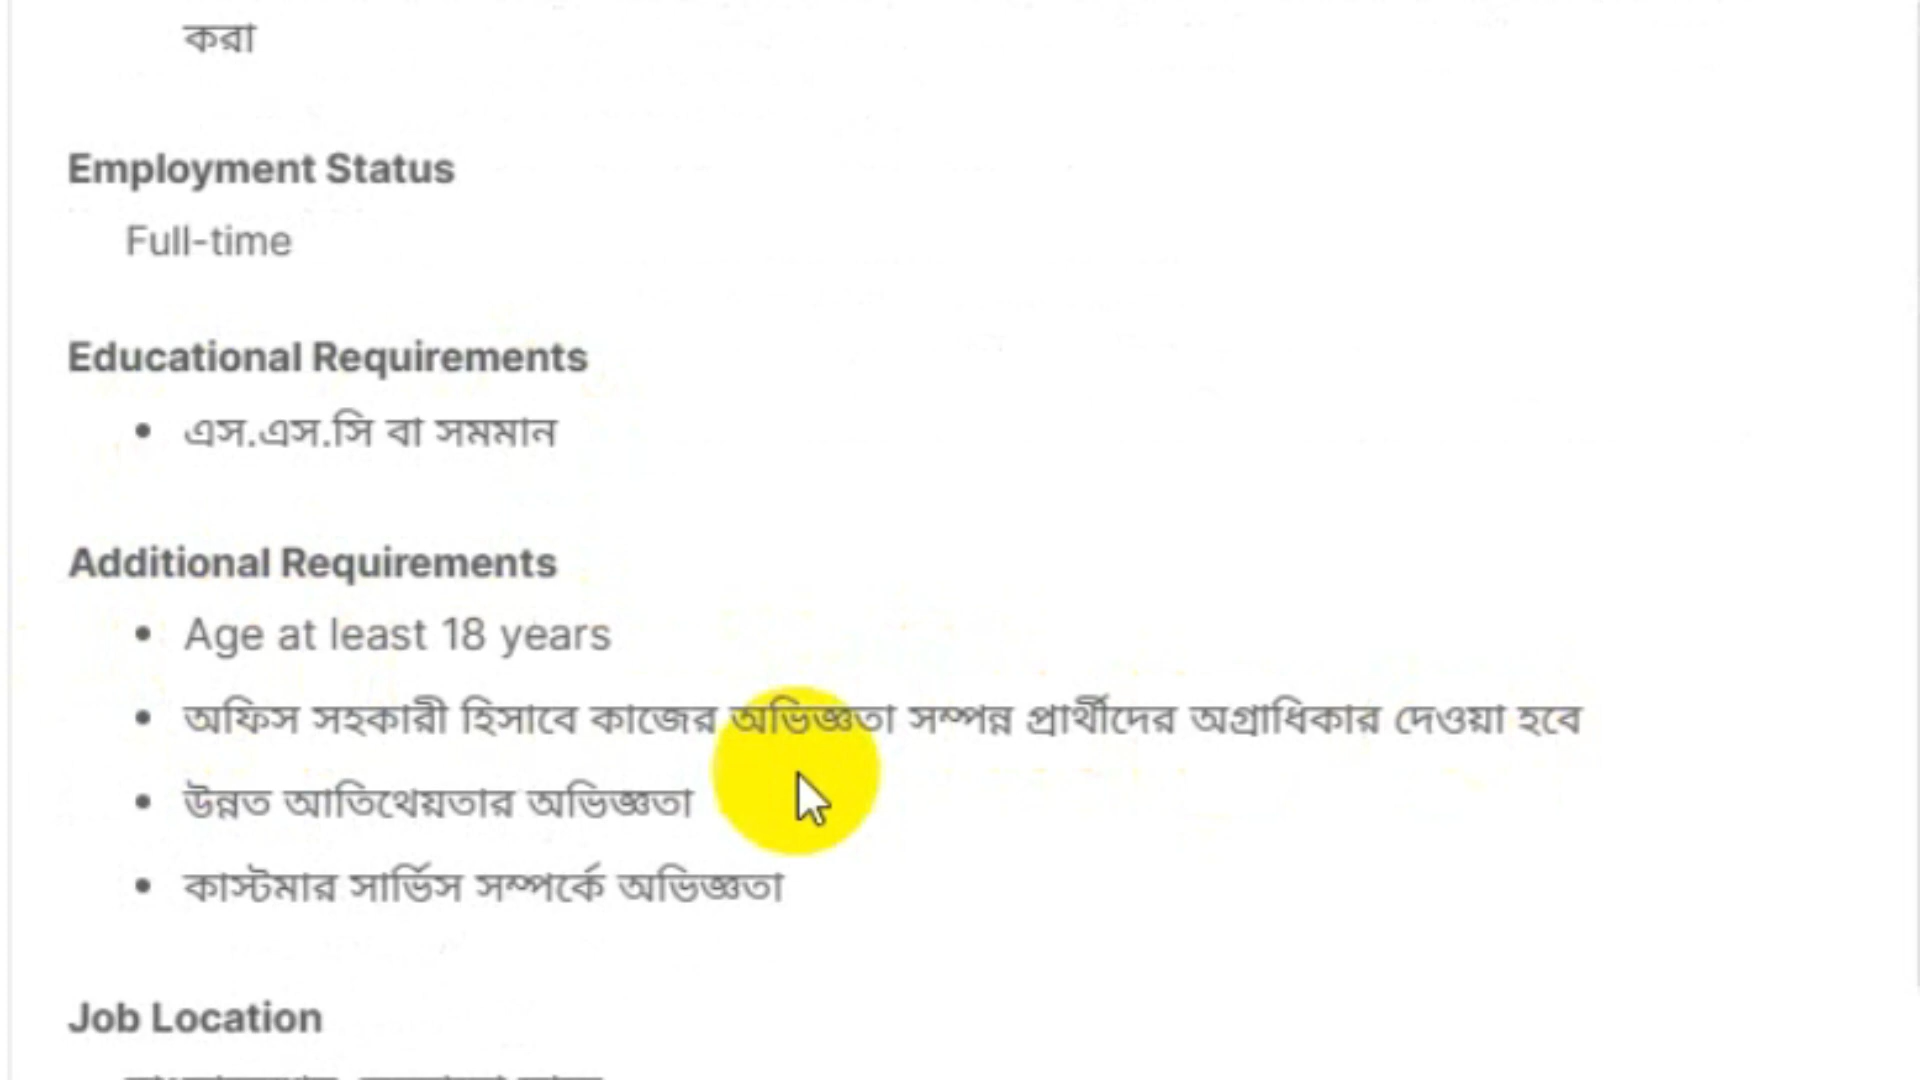 করা
Employment Status
Full-time
Educational Requirements
• এস.এস.সি বা সমমান
Additional Requirements
• Age at least 18 years
• অফিস সহকারী হিসাবে কাজের অভিজ্ঞতা সম্পন্ন প্রার্থীদের অগ্রাধিকার দেওয়া হবে
• উন্নত আতিথেয়তার অভিজ্ঞতা
• কাস্টমার সার্ভিস সম্পর্কে অভিজ্ঞতা
Job Location